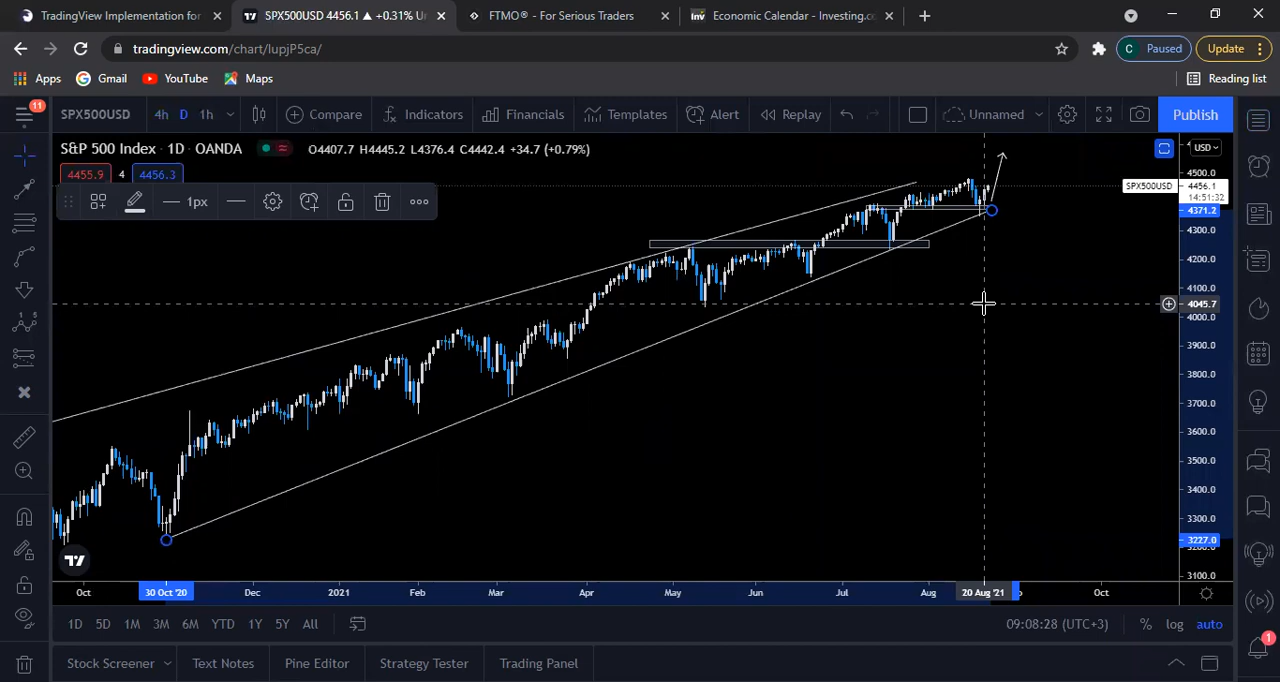 TradingView Implementation for
SPX500USD 4456.1 ▲ +0.31% Un
FTMO® - For Serious Traders
Inv Economic Calendar - Investing.co
tradingview.com/chart/lupjP5ca/
C Paused
Update
Apps
Gmail
YouTube
Maps
Reading list
11
SPX500USD
4h
D
1h
Compare
Indicators
Financials
Templates
Alert
Replay
Unnamed
Publish
S&P 500 Index · 1D · OANDA
O4407.7 H4445.2 L4376.4 C4442.4 +34.7 (+0.79%)
USD
4455.9
4
4456.3
1px
4500.0
SPX500USD
4456.1
14:51:32
4371.2
4300.0
4200.0
4100.0
4045.7
4000.0
3900.0
3800.0
3700.0
3600.0
3500.0
3400.0
3300.0
3227.0
3100.0
Oct
30 Oct '20
Dec
2021
Feb
Mar
Apr
May
Jun
Jul
Aug
20 Aug '21
Oct
1D
5D
1M
3M
6M
YTD
1Y
5Y
All
09:08:28 (UTC+3)
%
log
auto
1
Stock Screener
Text Notes
Pine Editor
Strategy Tester
Trading Panel